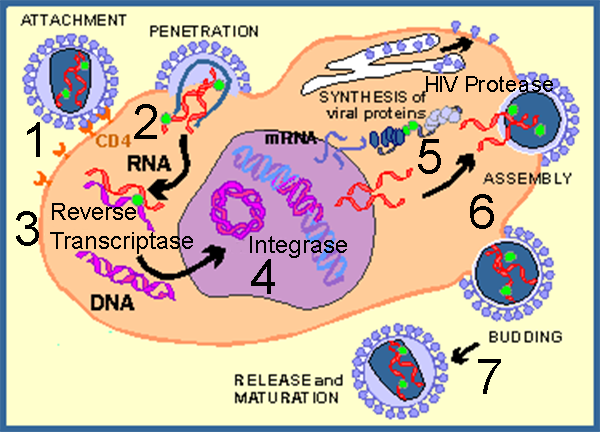 ATTACHMENT
PENETRATION
1
2
CD4
RNA
3
Reverse
Transcriptase
DNA
mRNA
Integrase
4
SYNTHESIS of
viral proteins
5
HIV Protease
ASSEMBLY
6
BUDDING
7
RELEASE and
MATURATION